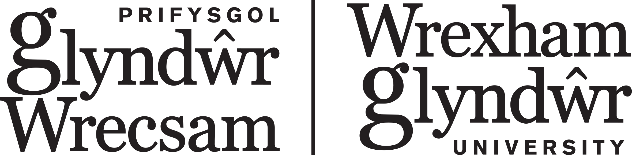 PRIFYSGOL
glyndŵr
Wrecsam
Wrexham
glyndŵr
UNIVERSITY